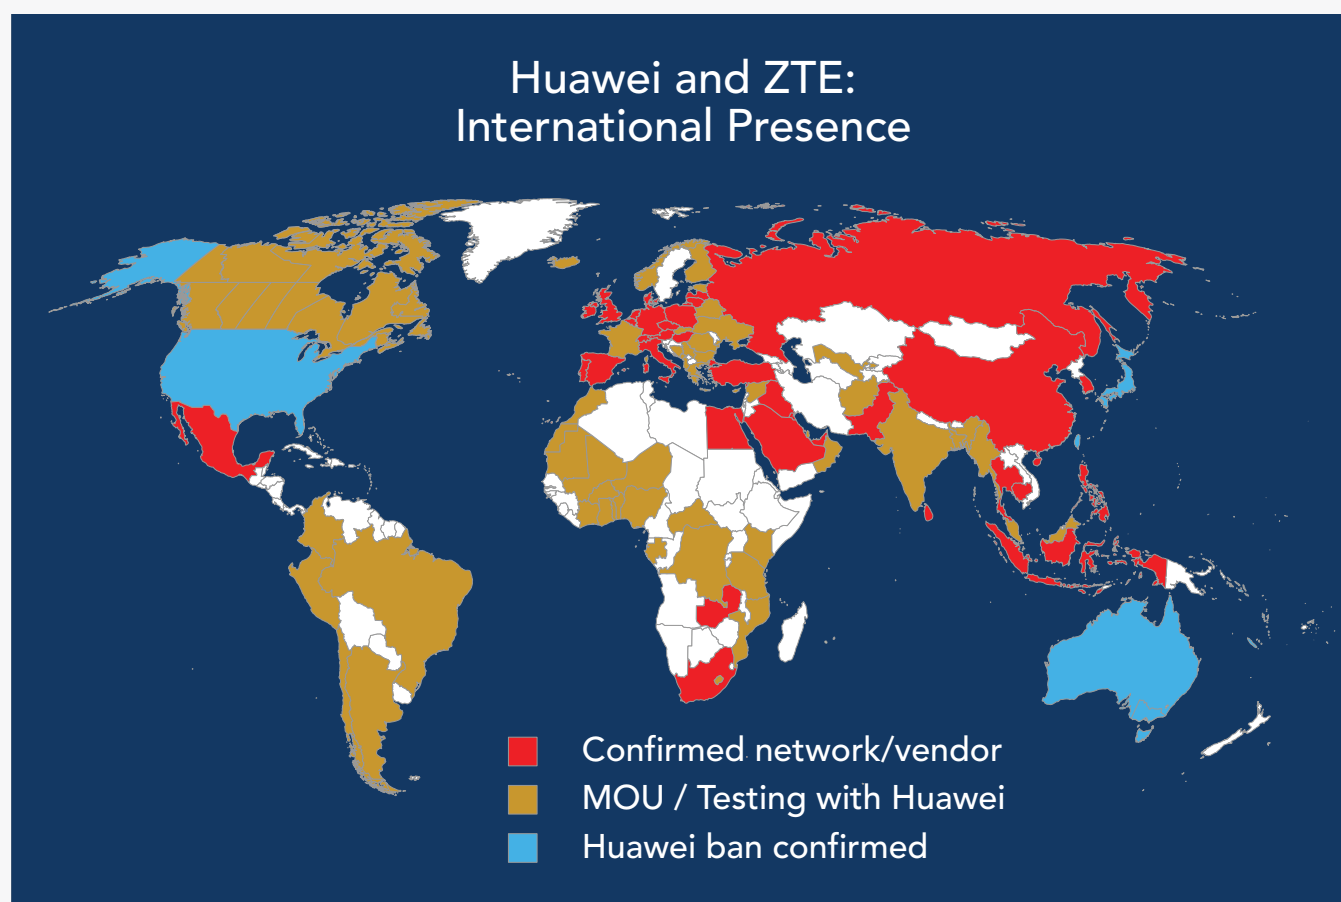 Huawei and ZTE:
International Presence
Confirmed network/vendor
MOU / Testing with Huawei
Huawei ban confirmed